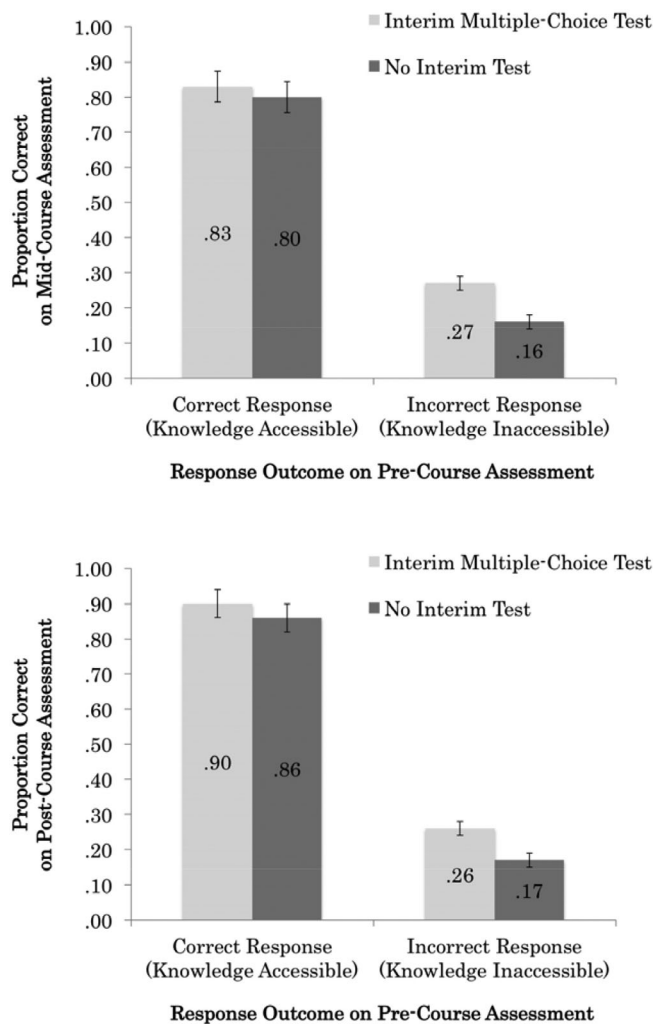 Interim Multiple-Choice Test
No Interim Test
Proportion Correct
on Mid-Course Assessment
1.00
.90
.80
.70
.60
.50
.40
.30
.20
.10
.00
.83
.80
.27
.16
Correct Response
(Knowledge Accessible)
Incorrect Response
(Knowledge Inaccessible)
Response Outcome on Pre-Course Assessment
Interim Multiple-Choice Test
No Interim Test
Proportion Correct
on Post-Course Assessment
1.00
.90
.80
.70
.60
.50
.40
.30
.20
.10
.00
.90
.86
.26
.17
Correct Response
(Knowledge Accessible)
Incorrect Response
(Knowledge Inaccessible)
Response Outcome on Pre-Course Assessment